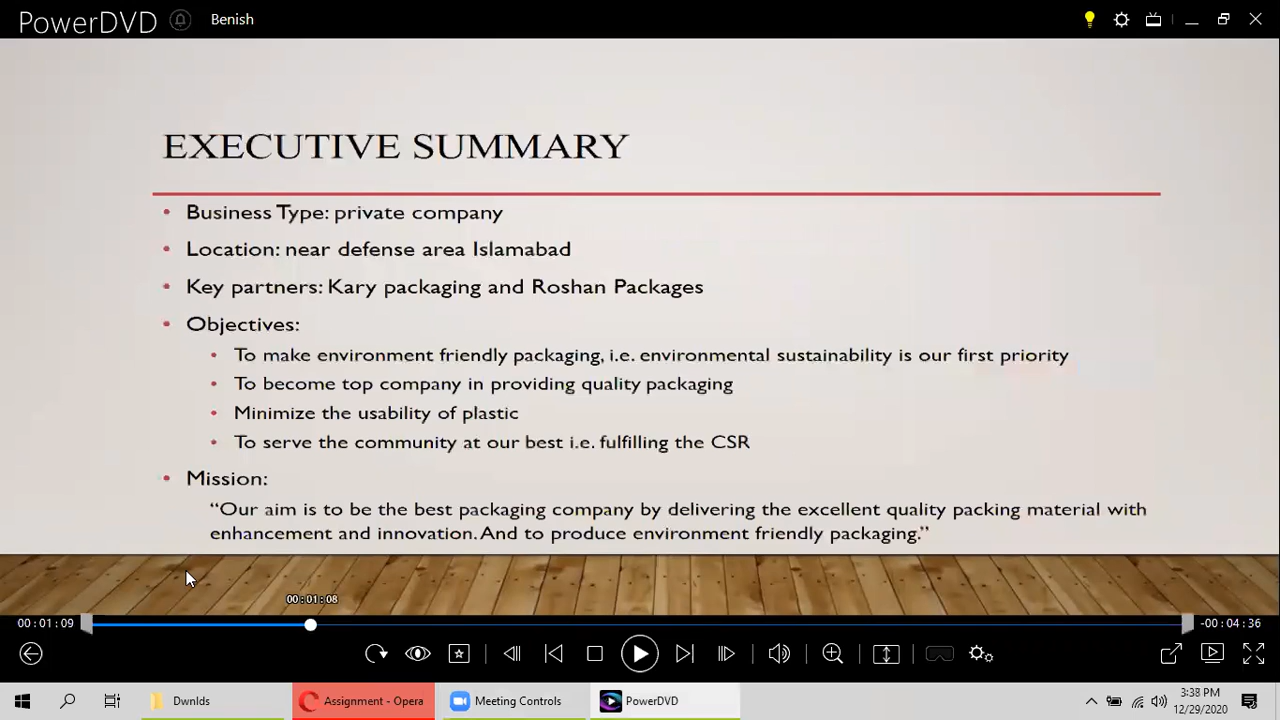 PowerDVD
Benish
EXECUTIVE SUMMARY
• Business Type: private company
• Location: near defense area Islamabad
• Key partners: Kary packaging and Roshan Packages
• Objectives:
• To make environment friendly packaging, i.e. environmental sustainability is our first priority
• To become top company in providing quality packaging
• Minimize the usability of plastic
• To serve the community at our best i.e. fulfilling the CSR
• Mission:
“Our aim is to be the best packaging company by delivering the excellent quality packing material with
enhancement and innovation. And to produce environment friendly packaging.”
00:01:08
00:01:09
-00:04:36
Dwnlds
Assignment - Opera
Meeting Controls
PowerDVD
3:38 PM
12/29/2020